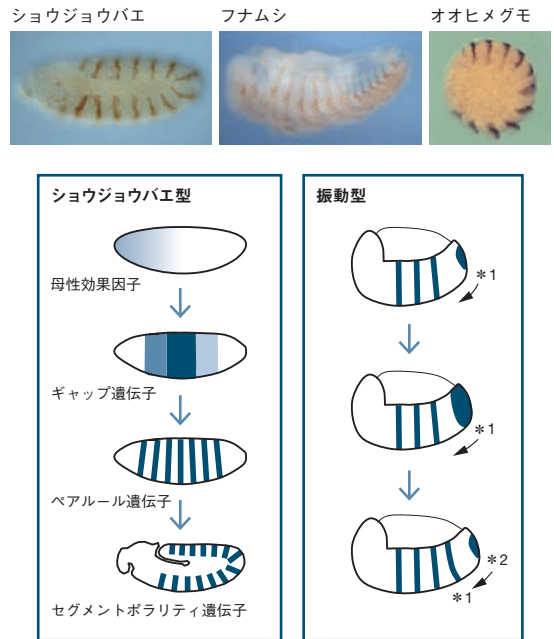 ショウジョウバエ
フナムシ
オオヒメグモ
ショウジョウバエ型
母性効果因子
ギャップ遺伝子
ペアルール遺伝子
セグメントポラリティ遺伝子
振動型
*1
*1
*2
*1